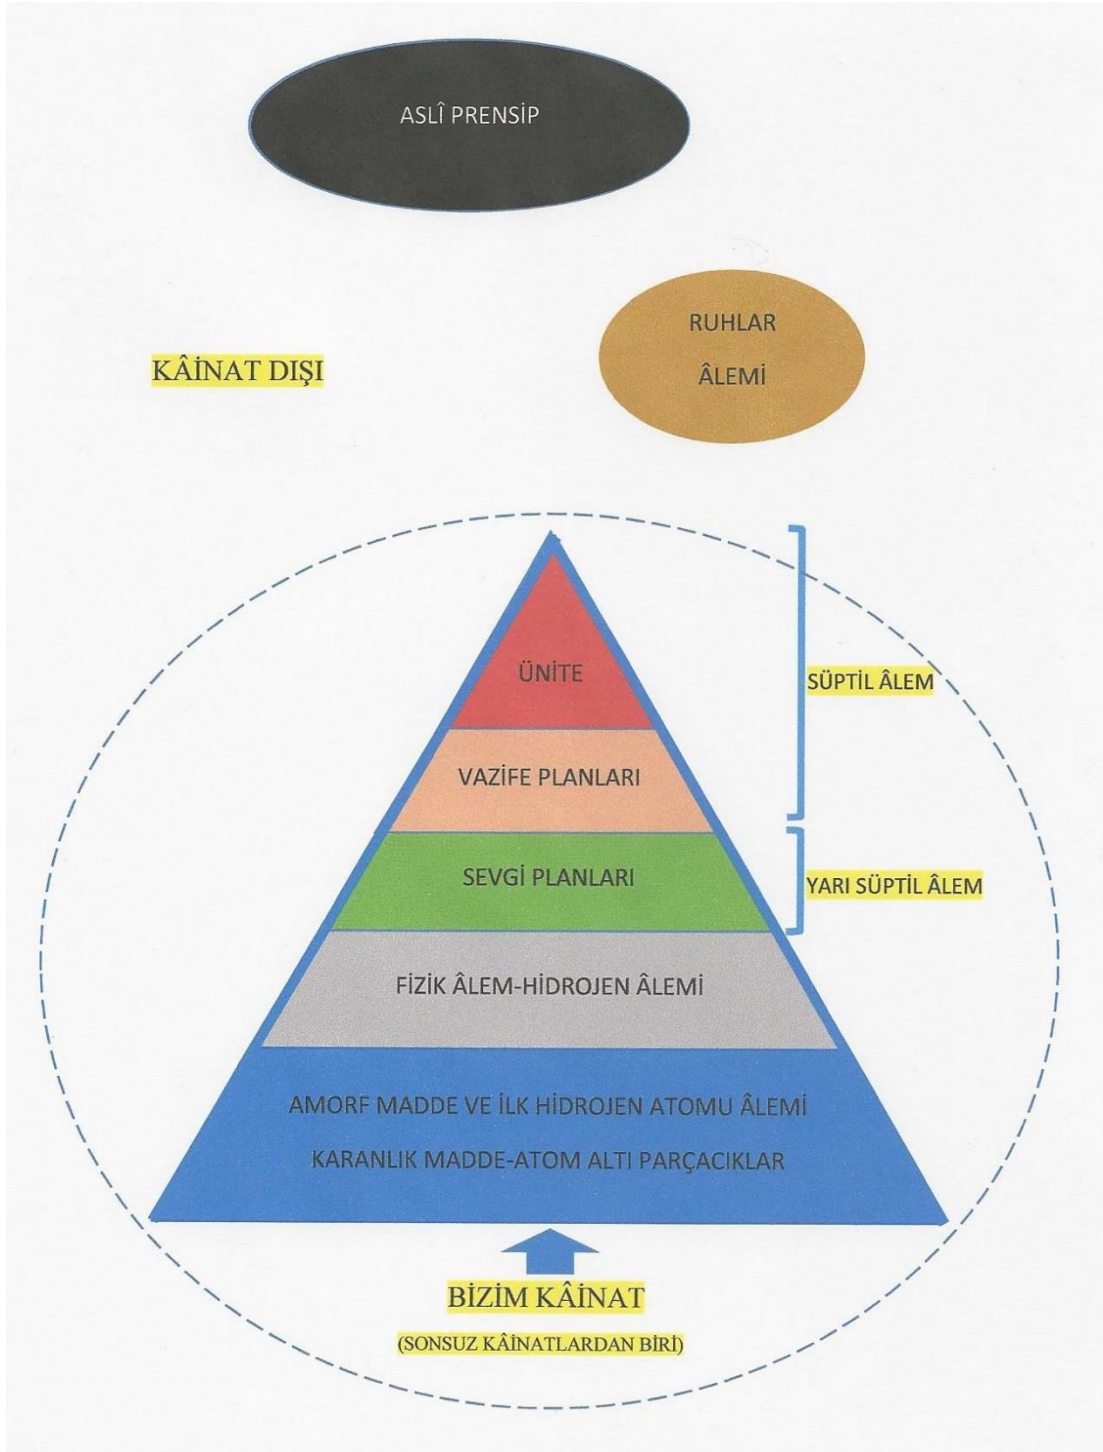 ASLÎ PRENSİP
RUHLAR
ÂLEMİ
KÂİNAT DIŞI
ÜNİTE
SÜPTİL ÂLEM
VAZİFE PLANLARI
SEVGİ PLANLARI
YARI SÜPTİL ÂLEM
FİZİK ÂLEM-HİDROJEN ÂLEMİ
AMORF MADDE VE İLK HİDROJEN ATOMU ÂLEMİ
KARANLIK MADDE-ATOM ALTI PARÇACIKLAR
BİZİM KÂİNAT
(SONSUZ KÂİNATLARDAN BİRİ)